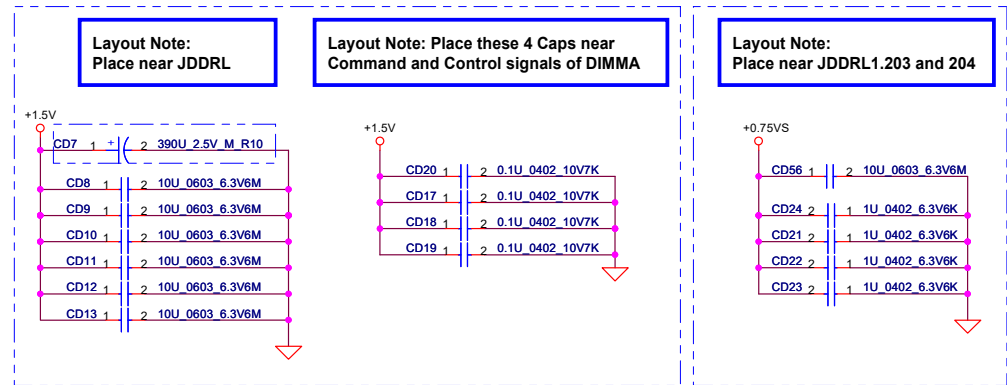 Layout Note:
Place near JDDRL
Layout Note: Place these 4 Caps near
Command and Control signals of DIMMA
Layout Note:
Place near JDDRL1.203 and 204
+1.5V
CD7 1 + 2 390U_2.5V_M_R10
CD8 1 2 10U_0603_6.3V6M
CD9 1 2 10U_0603_6.3V6M
CD10 1 2 10U_0603_6.3V6M
CD11 1 2 10U_0603_6.3V6M
CD12 1 2 10U_0603_6.3V6M
CD13 1 2 10U_0603_6.3V6M
+1.5V
CD20 1 2 0.1U_0402_10V7K
CD17 1 2 0.1U_0402_10V7K
CD18 1 2 0.1U_0402_10V7K
CD19 1 2 0.1U_0402_10V7K
+0.75VS
CD56 1 2 10U_0603_6.3V6M
CD24 2 1 1U_0402_6.3V6K
CD21 2 1 1U_0402_6.3V6K
CD22 2 1 1U_0402_6.3V6K
CD23 2 1 1U_0402_6.3V6K